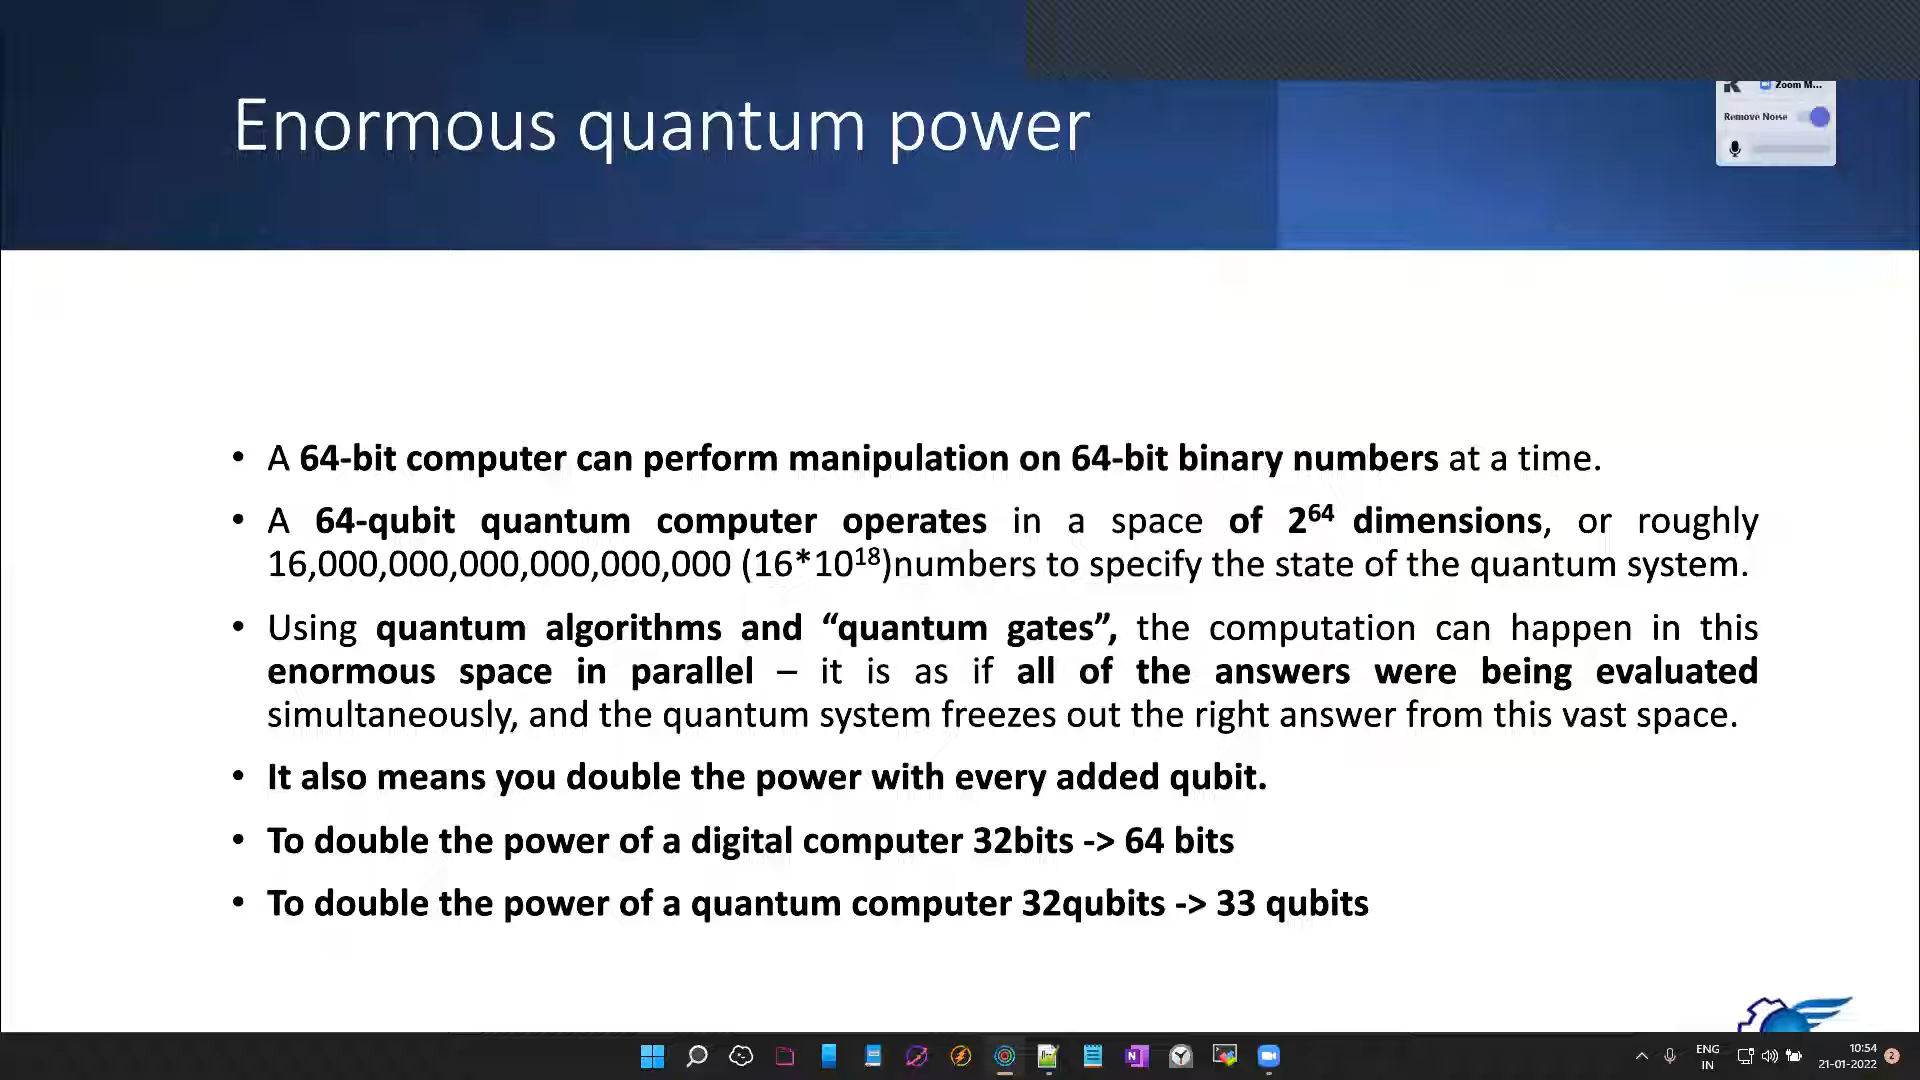 Enormous quantum power
Zoom M...
Remove Noise
• A 64-bit computer can perform manipulation on 64-bit binary numbers at a time.
• A 64-qubit quantum computer operates in a space of 2⁶⁴ dimensions, or roughly
16,000,000,000,000,000,000 (16*10¹⁸)numbers to specify the state of the quantum system.
• Using quantum algorithms and “quantum gates”, the computation can happen in this
enormous space in parallel – it is as if all of the answers were being evaluated
simultaneously, and the quantum system freezes out the right answer from this vast space.
• It also means you double the power with every added qubit.
• To double the power of a digital computer 32bits -> 64 bits
• To double the power of a quantum computer 32qubits -> 33 qubits
ENG
IN
10:54
21-01-2022
2